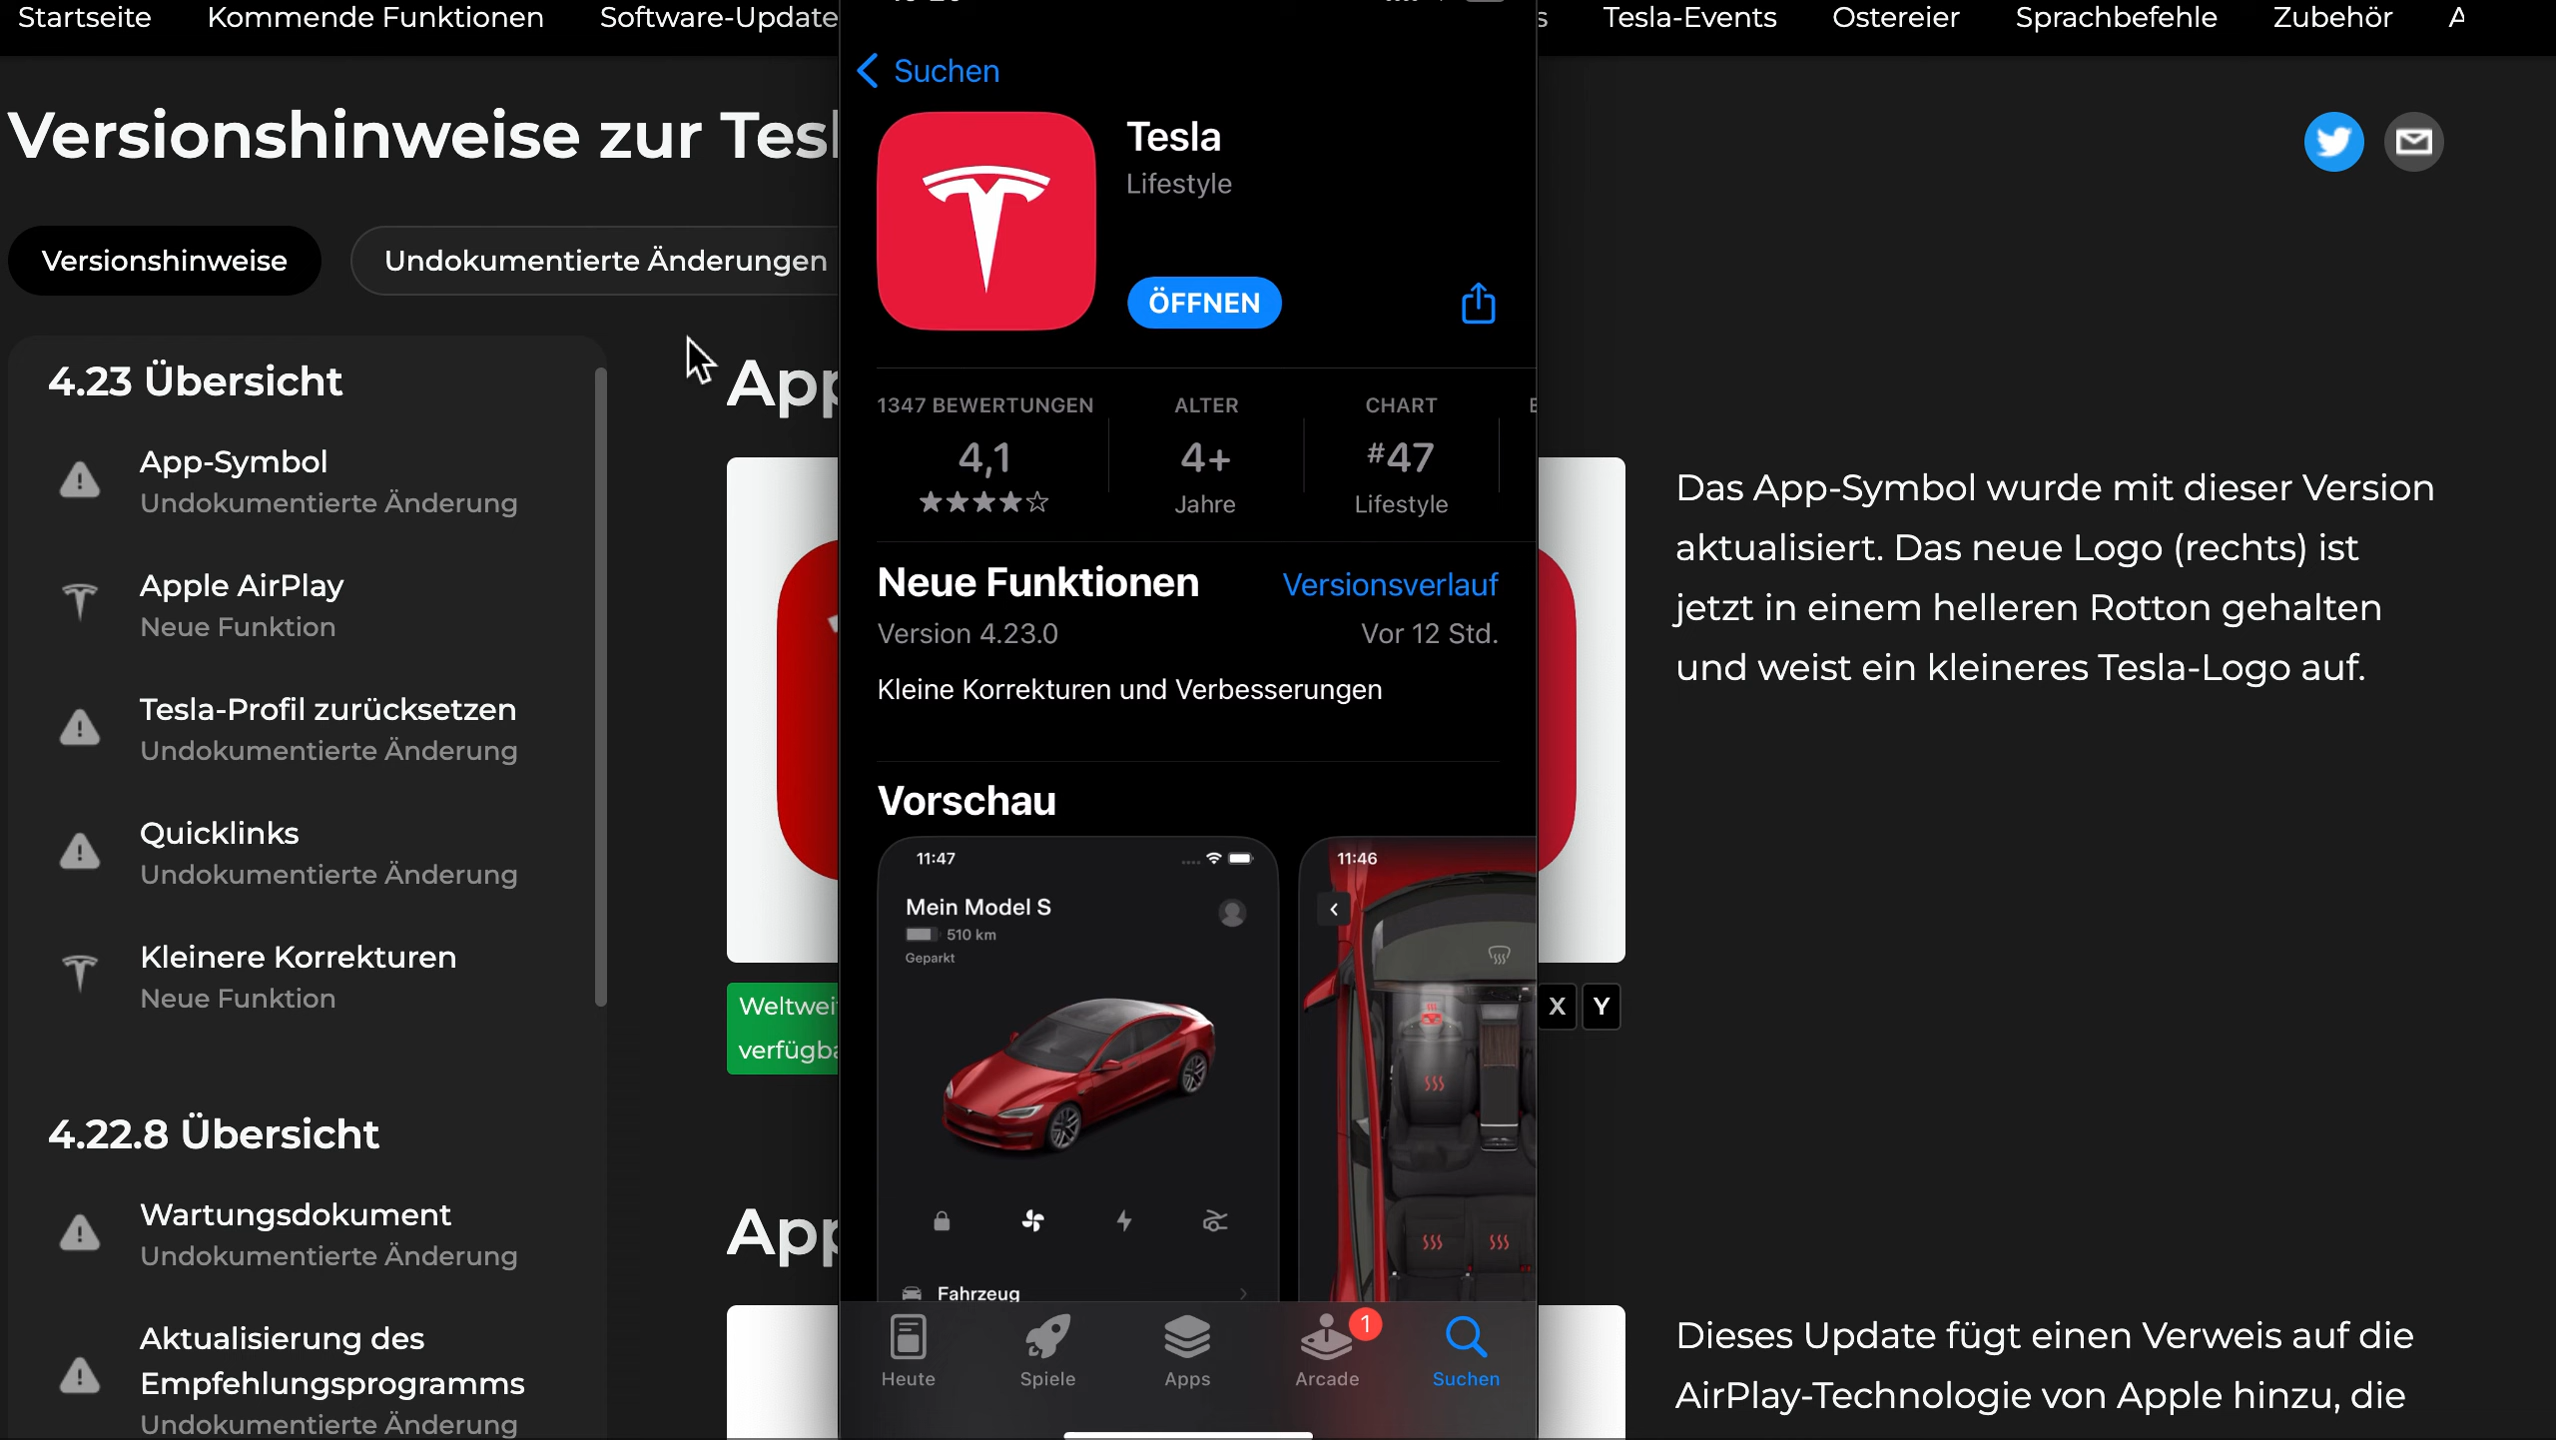 Startseite
Kommende Funktionen
Software-Update
Tesla-Events
Ostereier
Sprachbefehle
Zubehör
Versionshinweise zur Tesl
Versionshinweise
Undokumentierte Änderungen
4.23 Übersicht
App-Symbol
Undokumentierte Änderung
Apple AirPlay
Neue Funktion
Tesla-Profil zurücksetzen
Undokumentierte Änderung
Quicklinks
Undokumentierte Änderung
Kleinere Korrekturen
Neue Funktion
4.22.8 Übersicht
Wartungsdokument
Undokumentierte Änderung
Aktualisierung des
Empfehlungsprogramms
Undokumentierte Änderung
App
Weltwei
verfügba
App
Suchen
Tesla
Lifestyle
ÖFFNEN
1347 BEWERTUNGEN
4,1
★★★★☆
ALTER
4+
Jahre
CHART
#47
Lifestyle
Neue Funktionen
Versionsverlauf
Version 4.23.0
Vor 12 Std.
Kleine Korrekturen und Verbesserungen
Vorschau
11:47
Mein Model S
510 km
Geparkt
Fahrzeug
11:46
Heute
Spiele
Apps
1
Arcade
Suchen
X
Y
Das App-Symbol wurde mit dieser Version
aktualisiert. Das neue Logo (rechts) ist
jetzt in einem helleren Rotton gehalten
und weist ein kleineres Tesla-Logo auf.
Dieses Update fügt einen Verweis auf die
AirPlay-Technologie von Apple hinzu, die